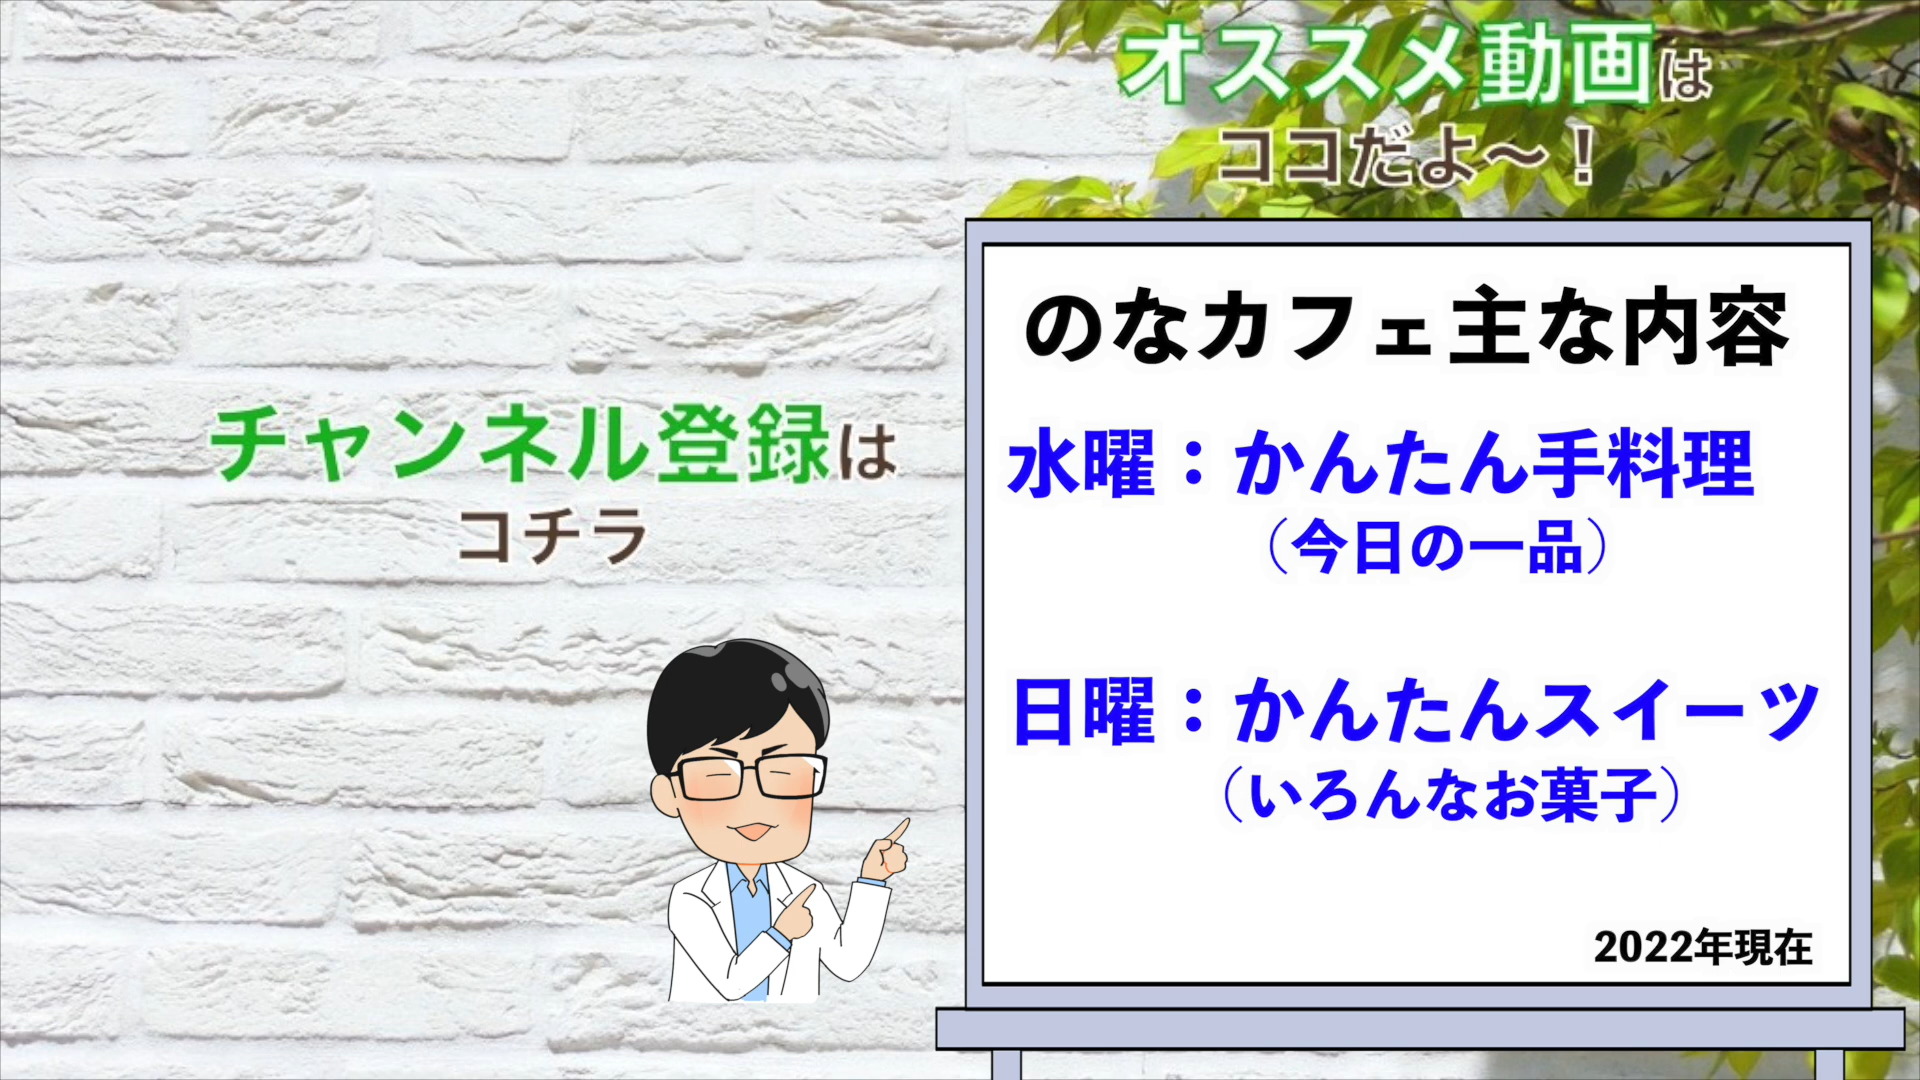 オススメ動画は
ココだよ～！
チャンネル登録は
コチラ
のなカフェ主な内容
水曜：かんたん手料理
（今日の一品）
日曜：かんたんスイーツ
（いろんなお菓子）
2022年現在